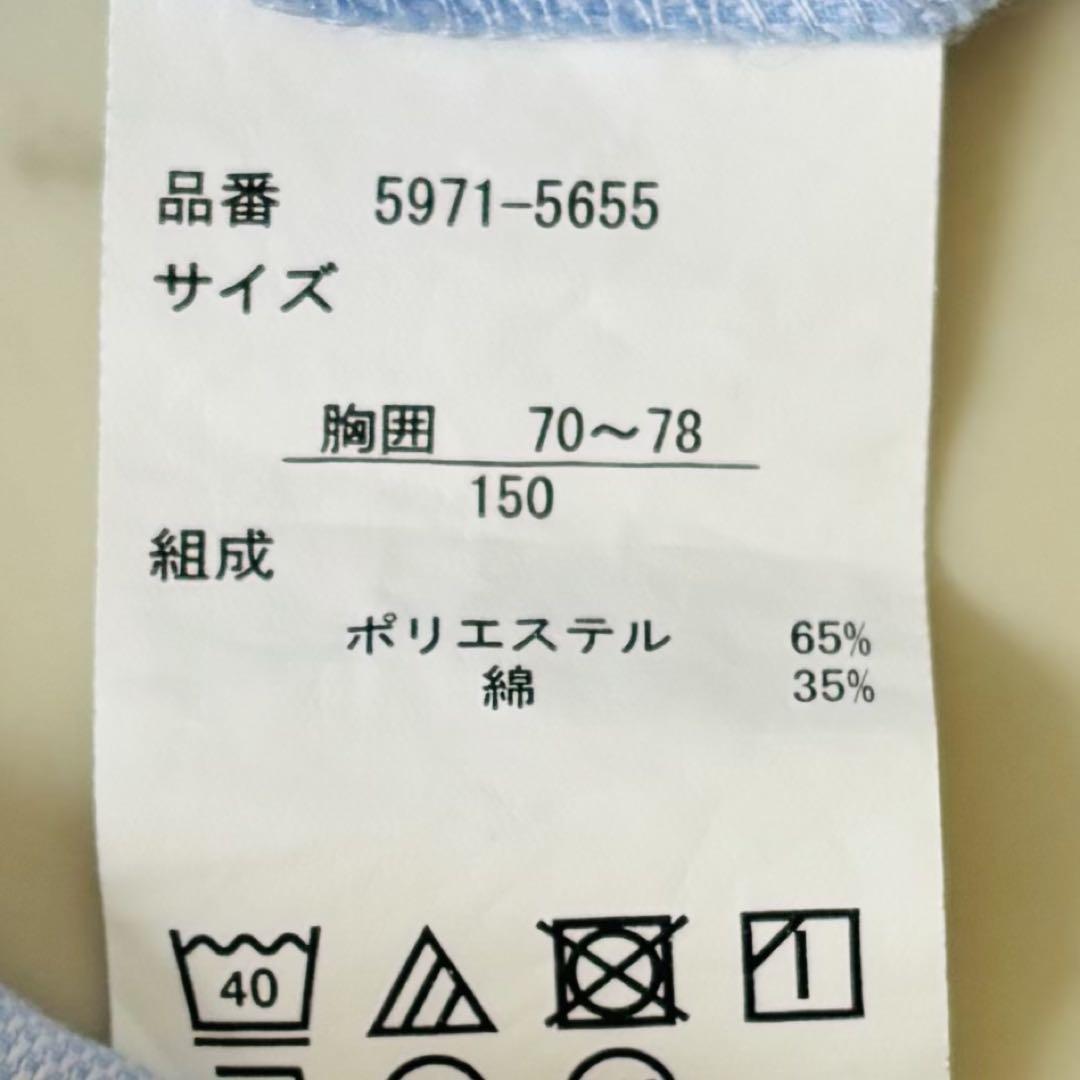 品番 5971-5655
サイズ
胸囲 70～78
150
組成
ポリエステル 65%
綿 35%
40